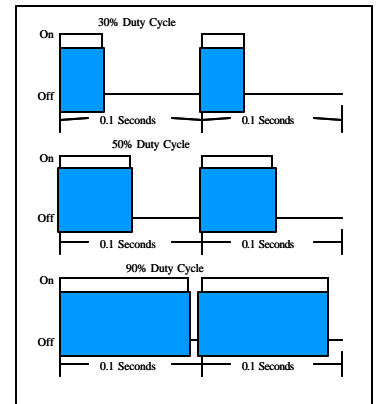 30% Duty Cycle
On
Off
0.1 Seconds 0.1 Seconds
50% Duty Cycle
On
Off
0.1 Seconds 0.1 Seconds
90% Duty Cycle
On
Off
0.1 Seconds 0.1 Seconds